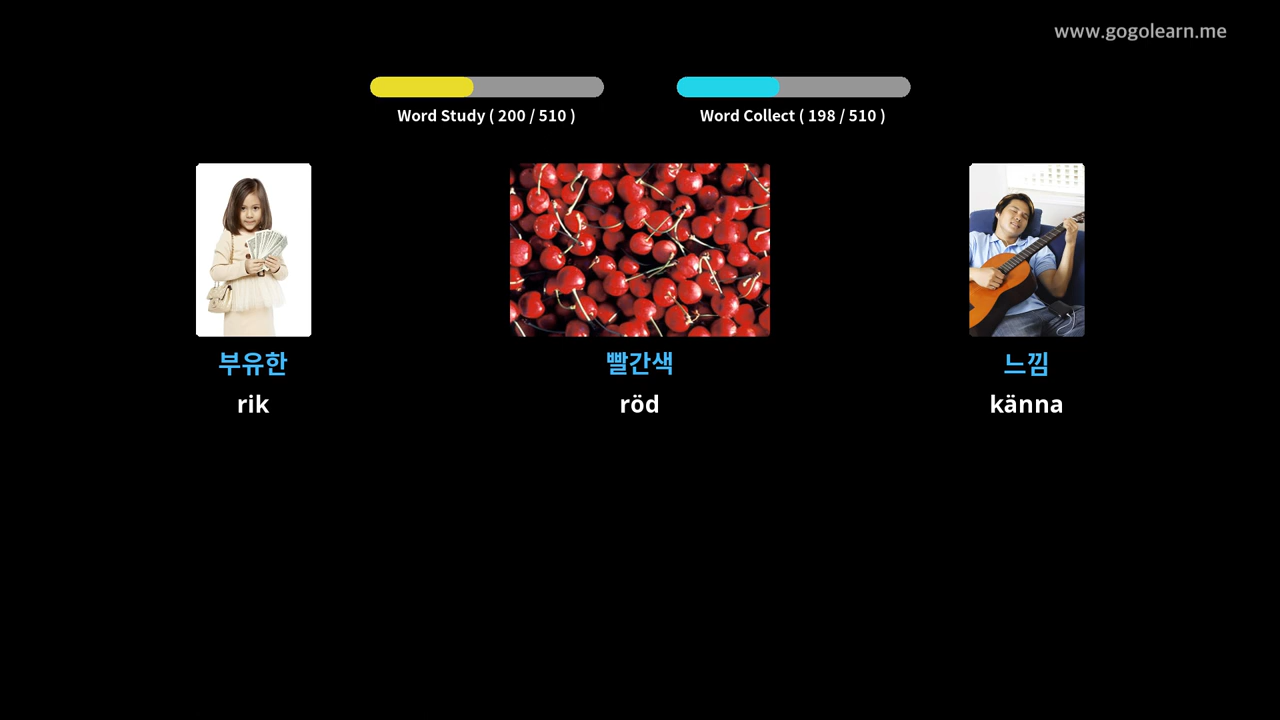 www.gogolearn.me
Word Study ( 200 / 510 )
Word Collect ( 198 / 510 )
부유한
빨간색
느낌
rik
röd
känna